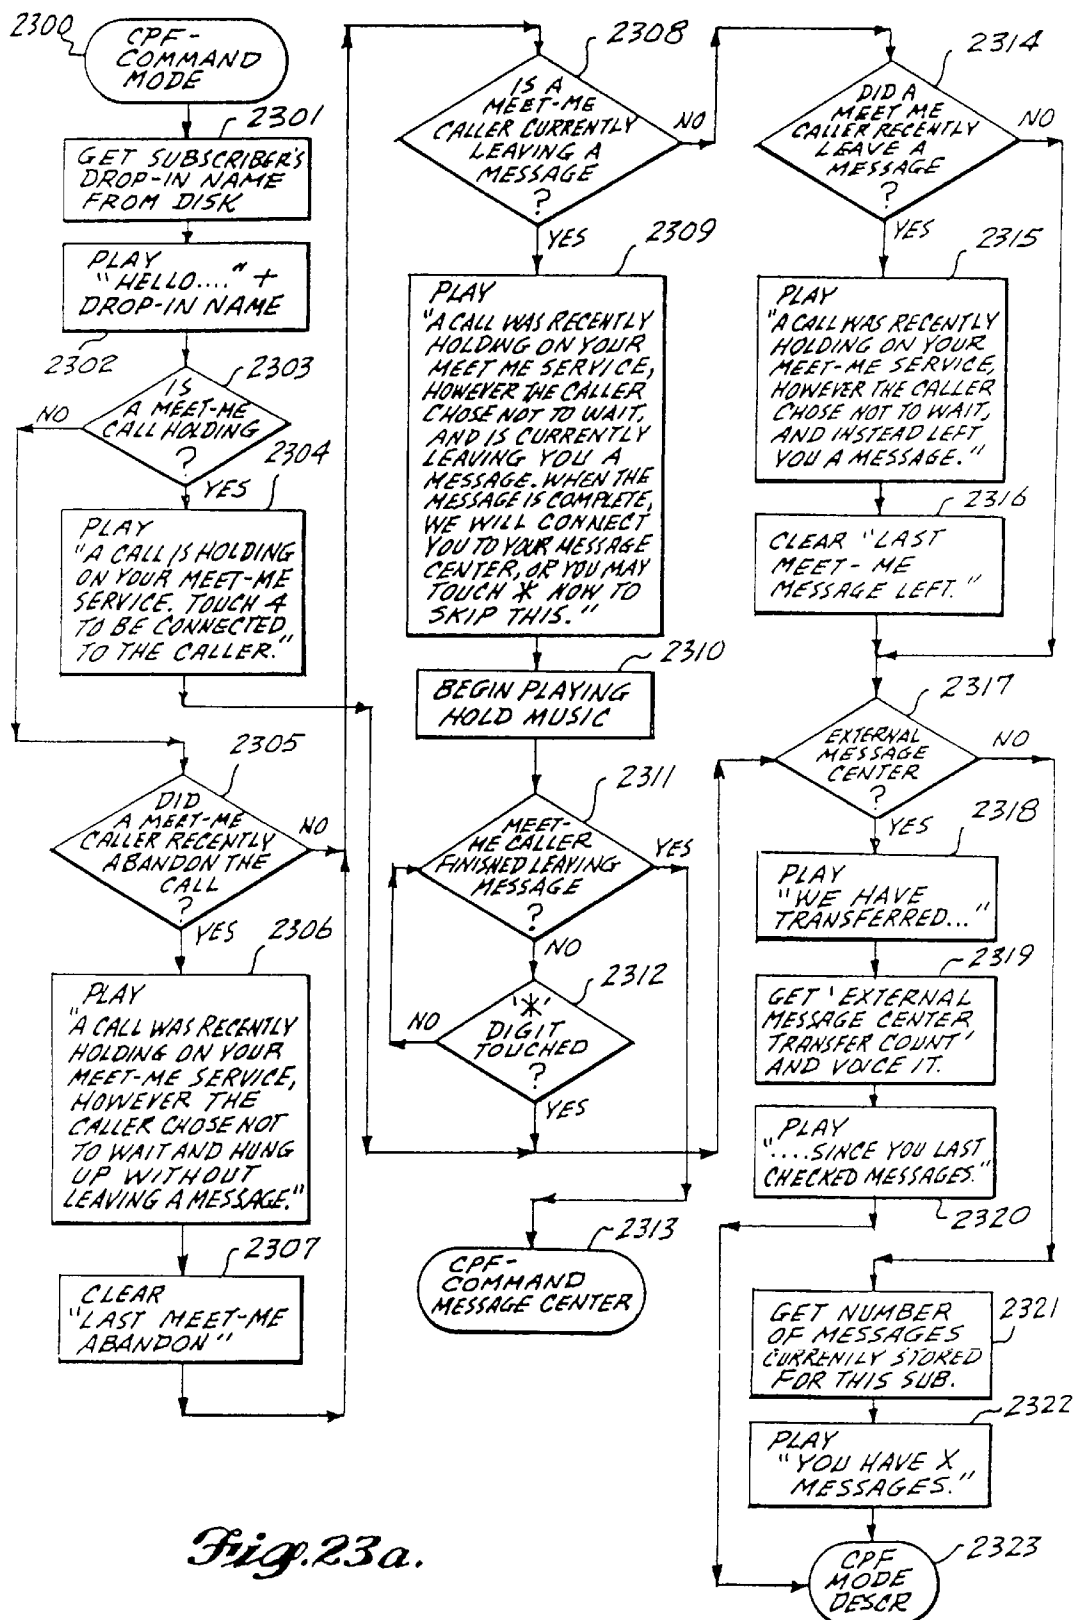 2300
CPF-
COMMAND
MODE
2301
GET SUBSCRIBER'S
DROP-IN NAME
FROM DISK
PLAY
"HELLO...." +
DROP-IN NAME
2302
2303
IS
A MEET-ME
CALL HOLDING
?
NO
YES
2304
PLAY
"A CALL IS HOLDING
ON YOUR MEET-ME
SERVICE. TOUCH 4
TO BE CONNECTED
TO THE CALLER."
2305
DID
A MEET-ME
CALLER RECENTLY
ABANDON THE
CALL
?
NO
YES
2306
PLAY
"A CALL WAS RECENTLY
HOLDING ON YOUR
MEET-ME SERVICE,
HOWEVER THE
CALLER CHOSE NOT
TO WAIT AND HUNG
UP WITHOUT
LEAVING A MESSAGE."
2307
CLEAR
"LAST MEET-ME
ABANDON"
2308
IS A
MEET-ME
CALLER CURRENTLY
LEAVING A
MESSAGE
?
NO
YES
2309
PLAY
"A CALL WAS RECENTLY
HOLDING ON YOUR
MEET ME SERVICE,
HOWEVER THE CALLER
CHOSE NOT TO WAIT,
AND IS CURRENTLY
LEAVING YOU A
MESSAGE. WHEN THE
MESSAGE IS COMPLETE,
WE WILL CONNECT
YOU TO YOUR MESSAGE
CENTER, OR YOU MAY
TOUCH * NOW TO
SKIP THIS."
2310
BEGIN PLAYING
HOLD MUSIC
2311
MEET-
ME CALLER
FINISHED LEAVING
MESSAGE
?
YES
NO
2312
'*'
DIGIT
TOUCHED
?
NO
YES
2313
CPF-
COMMAND
MESSAGE CENTER
2314
DID A
MEET ME
CALLER RECENTLY
LEAVE A
MESSAGE
?
NO
YES
2315
PLAY
"A CALL WAS RECENTLY
HOLDING ON YOUR
MEET-ME SERVICE,
HOWEVER THE CALLER
CHOSE NOT TO WAIT,
AND INSTEAD LEFT
YOU A MESSAGE."
2316
CLEAR "LAST
MEET-ME
MESSAGE LEFT."
2317
EXTERNAL
MESSAGE
CENTER
?
NO
YES
2318
PLAY
"WE HAVE
TRANSFERRED..."
2319
GET 'EXTERNAL
MESSAGE CENTER
TRANSFER COUNT'
AND VOICE IT.
PLAY
"....SINCE YOU LAST
CHECKED MESSAGES."
2320
2321
GET NUMBER
OF MESSAGES
CURRENILY STORED
FOR THIS SUB.
2322
PLAY
"YOU HAVE X
MESSAGES."
2323
CPF
MODE
DESCR
Fig. 23a.